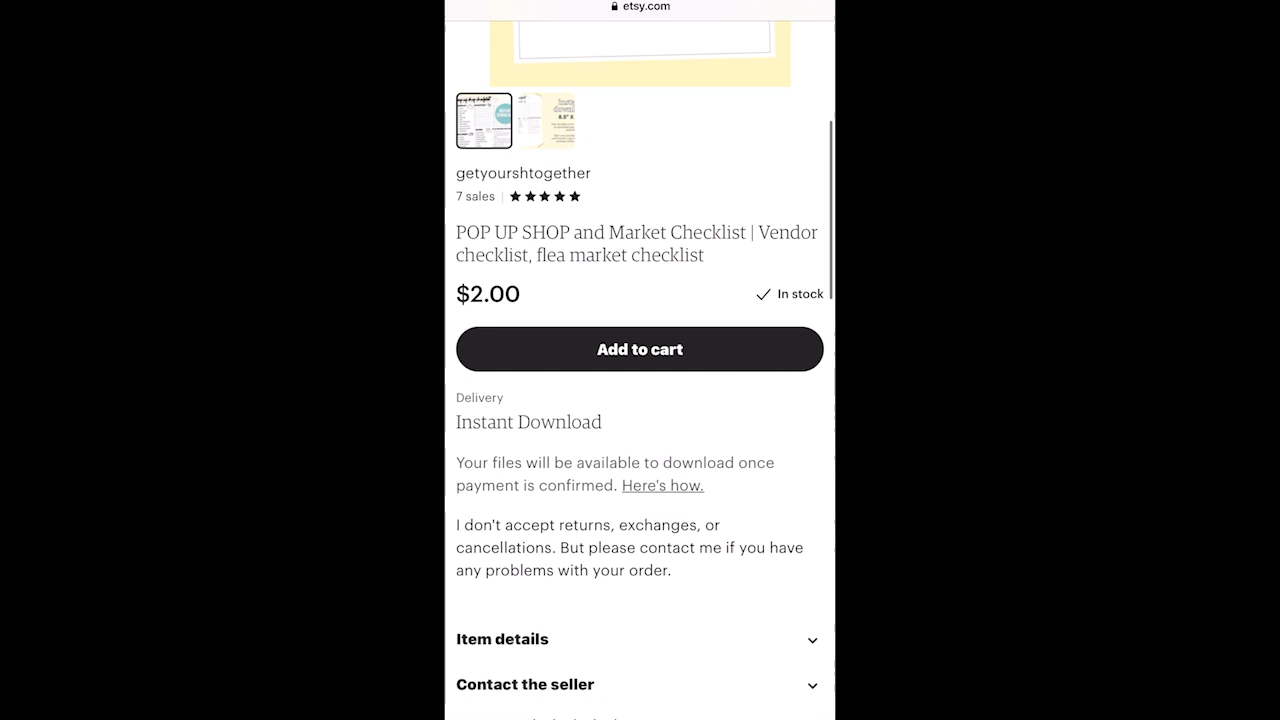 etsy.com
getyourshtogether
7 sales
POP UP SHOP and Market Checklist | Vendor
checklist, flea market checklist
$2.00
In stock
Add to cart
Delivery
Instant Download
Your files will be available to download once
payment is confirmed. Here's how.
I don't accept returns, exchanges, or
cancellations. But please contact me if you have
any problems with your order.
Item details
Contact the seller